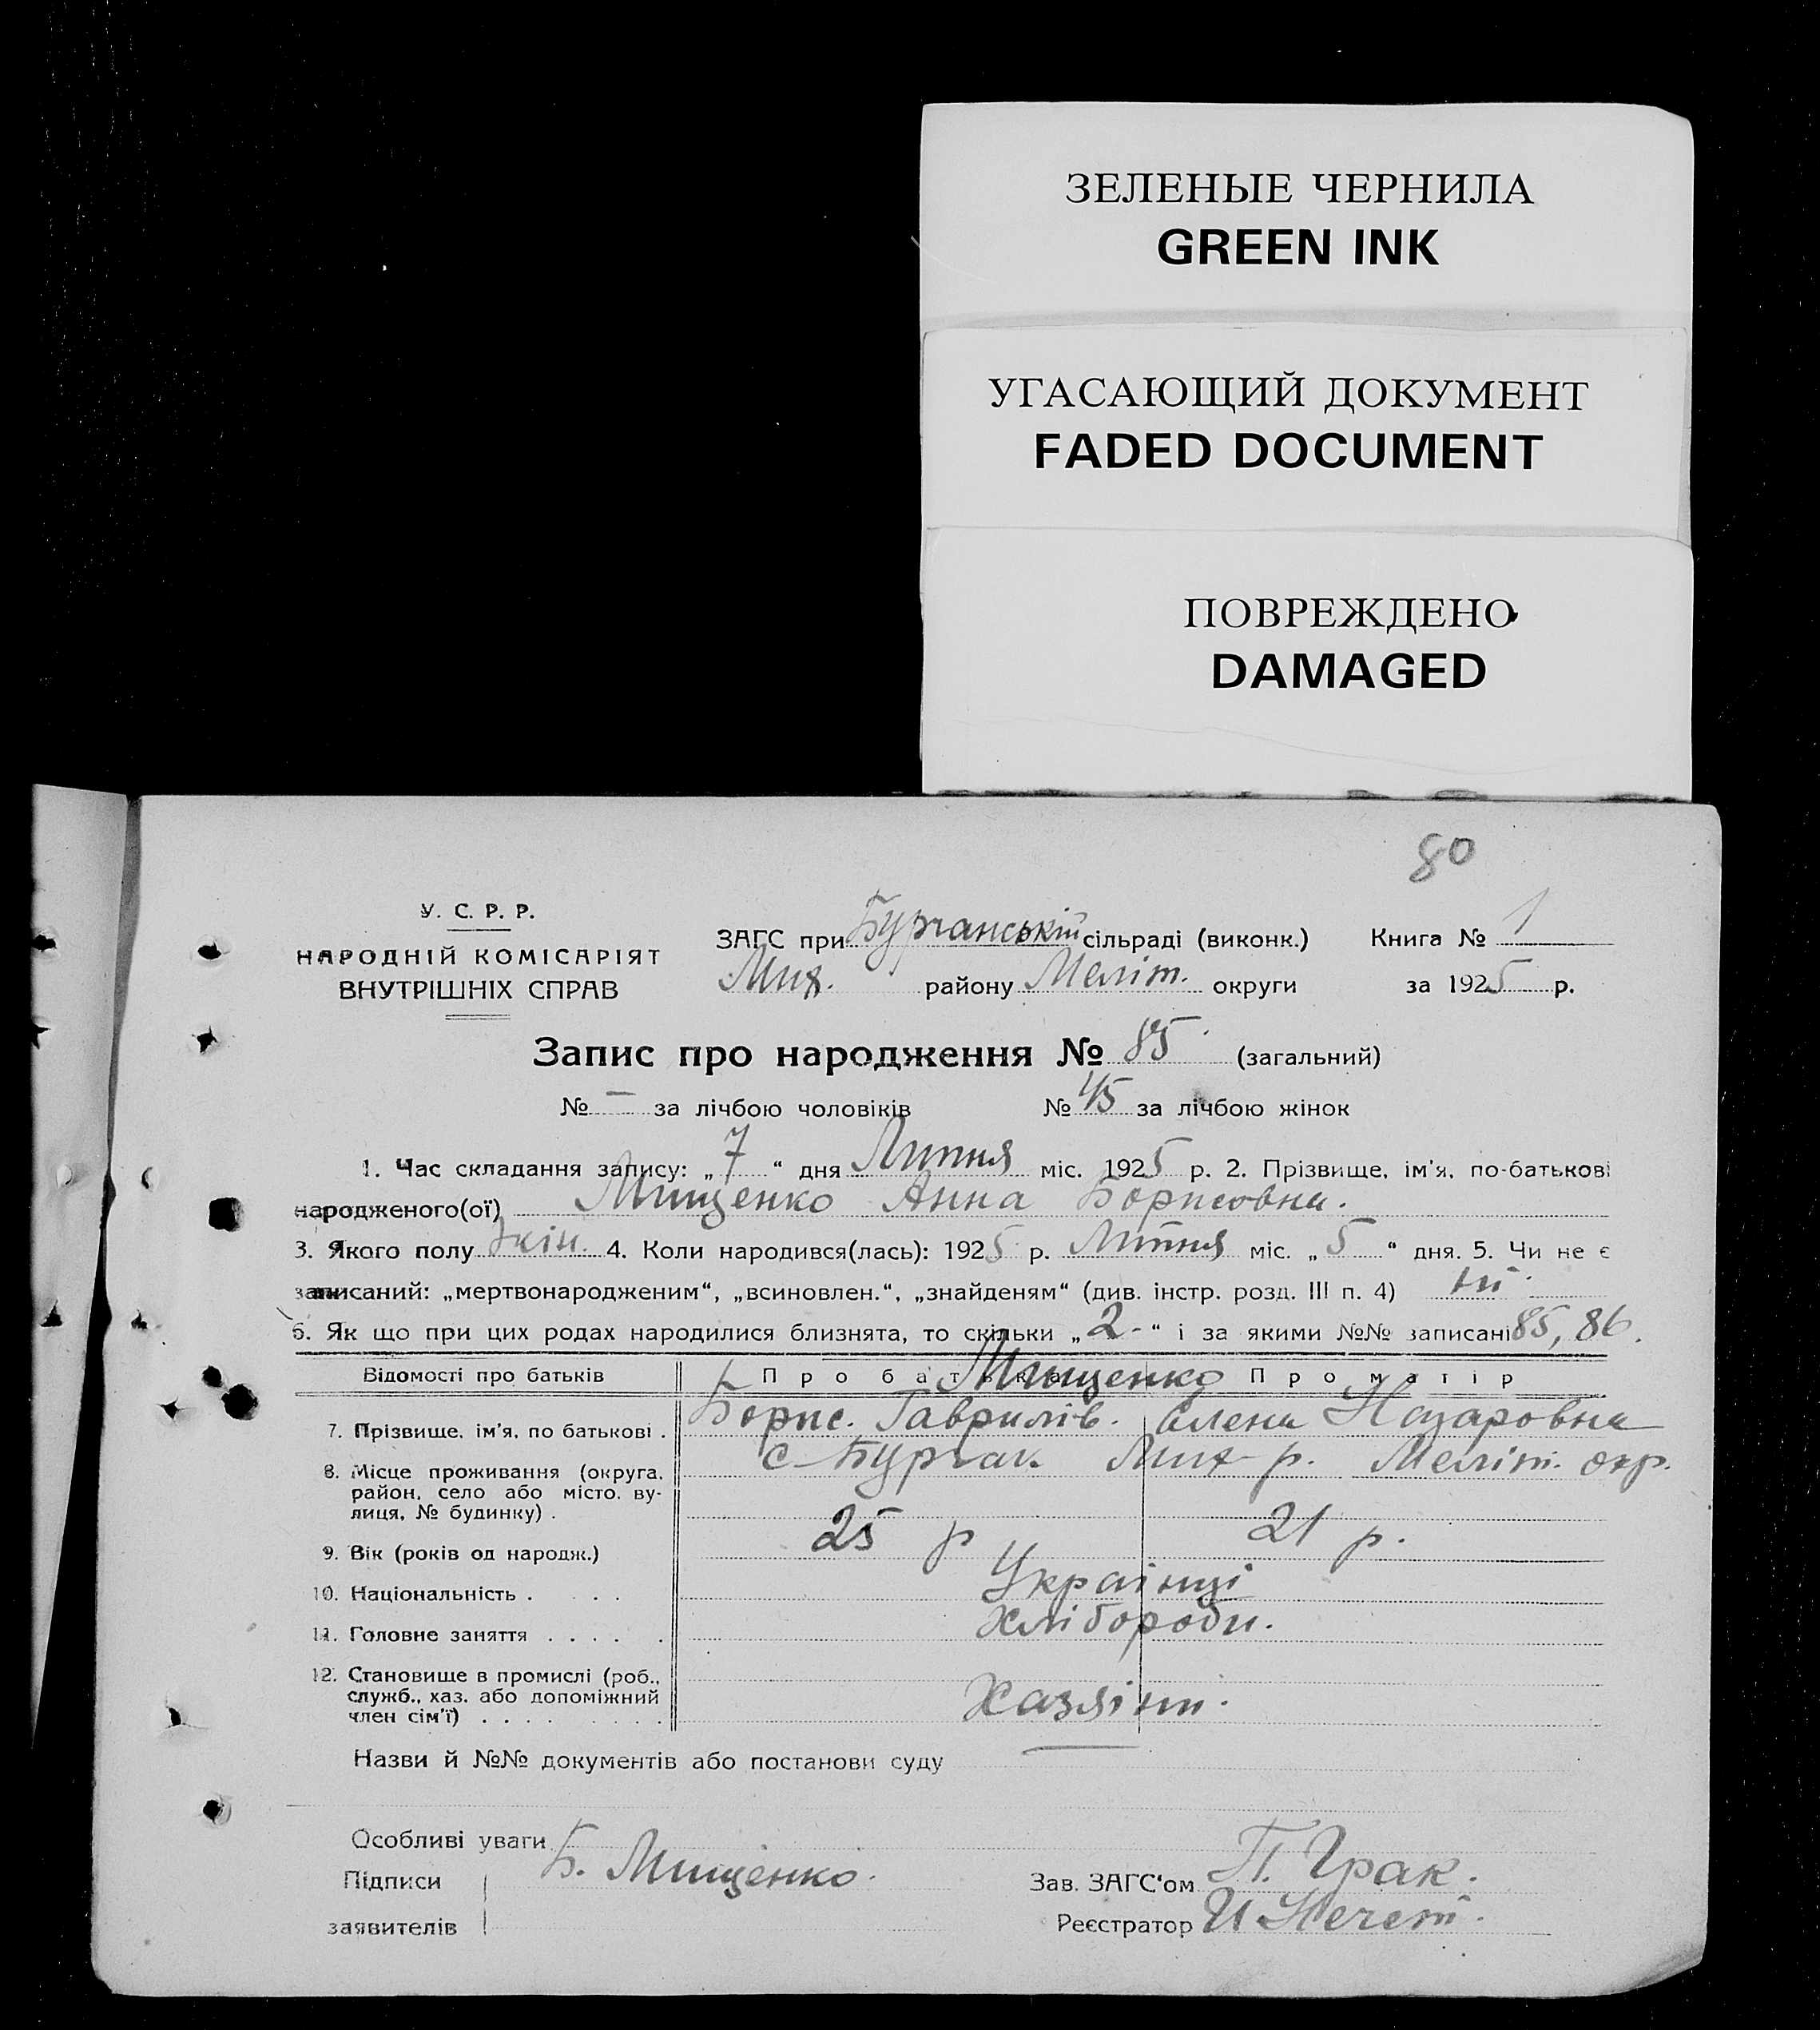 ЗЕЛЕНЫЕ ЧЕРНИЛА
GREEN INK
УГАСАЮЩИЙ ДОКУМЕНТ
FADED DOCUMENT
ПОВРЕЖДЕНО
DAMAGED
80
У. С. Р. Р.
НАРОДНІЙ КОМІСАРІЯТ
ВНУТРІШНІХ СПРАВ
ЗАГС при Бурчанській сільраді (виконк.) Книга № 1
Мих. району Меліт. округи за 1925 р.
Запис про народження № 85 (загальний)
№ — за лічбою чоловіків № 45 за лічбою жінок
1. Час складання запису: „7“ дня Липня міс. 1925 р. 2. Прізвище, ім'я, по-батькові
народженого(ої) Мищенко Анна Борисовна.
3. Якого полу жін. 4. Коли народився(лась): 1925 р. Липня міс. „5“ дня. 5. Чи не є
записаний: „мертвонародженим“, „всиновлен.“, „знайденям“ (див. інстр. розд. III п. 4) ні
6. Як що при цих родах народилися близнята, то скільки „2-“ і за якими №№ записані 85, 86.
Відомості про батьків Про батька Про матір
Мищенко
7. Прізвище, ім'я, по батькові . Борис. Гаврилів. Єлена Назаровна
8. Місце проживання (округа, с Бурчак Мих р. Меліт. окр.
район, село або місто, ву-
лиця, № будинку) .
9. Вік (років од народж.) 25 р 21 р.
10. Національність . . . . Українці
11. Головне заняття . . . . . Хлібороби.
12. Становище в промислі (роб.,
служб., хаз. або допоміжний Хазяїни.
член сім'ї) . . . . . . . .
Назви й №№ документів або постанови суду —
Особливі уваги
Підписи Б. Мищенко. Зав. ЗАГС'ом П. Грак.
заявителів Реєстратор И